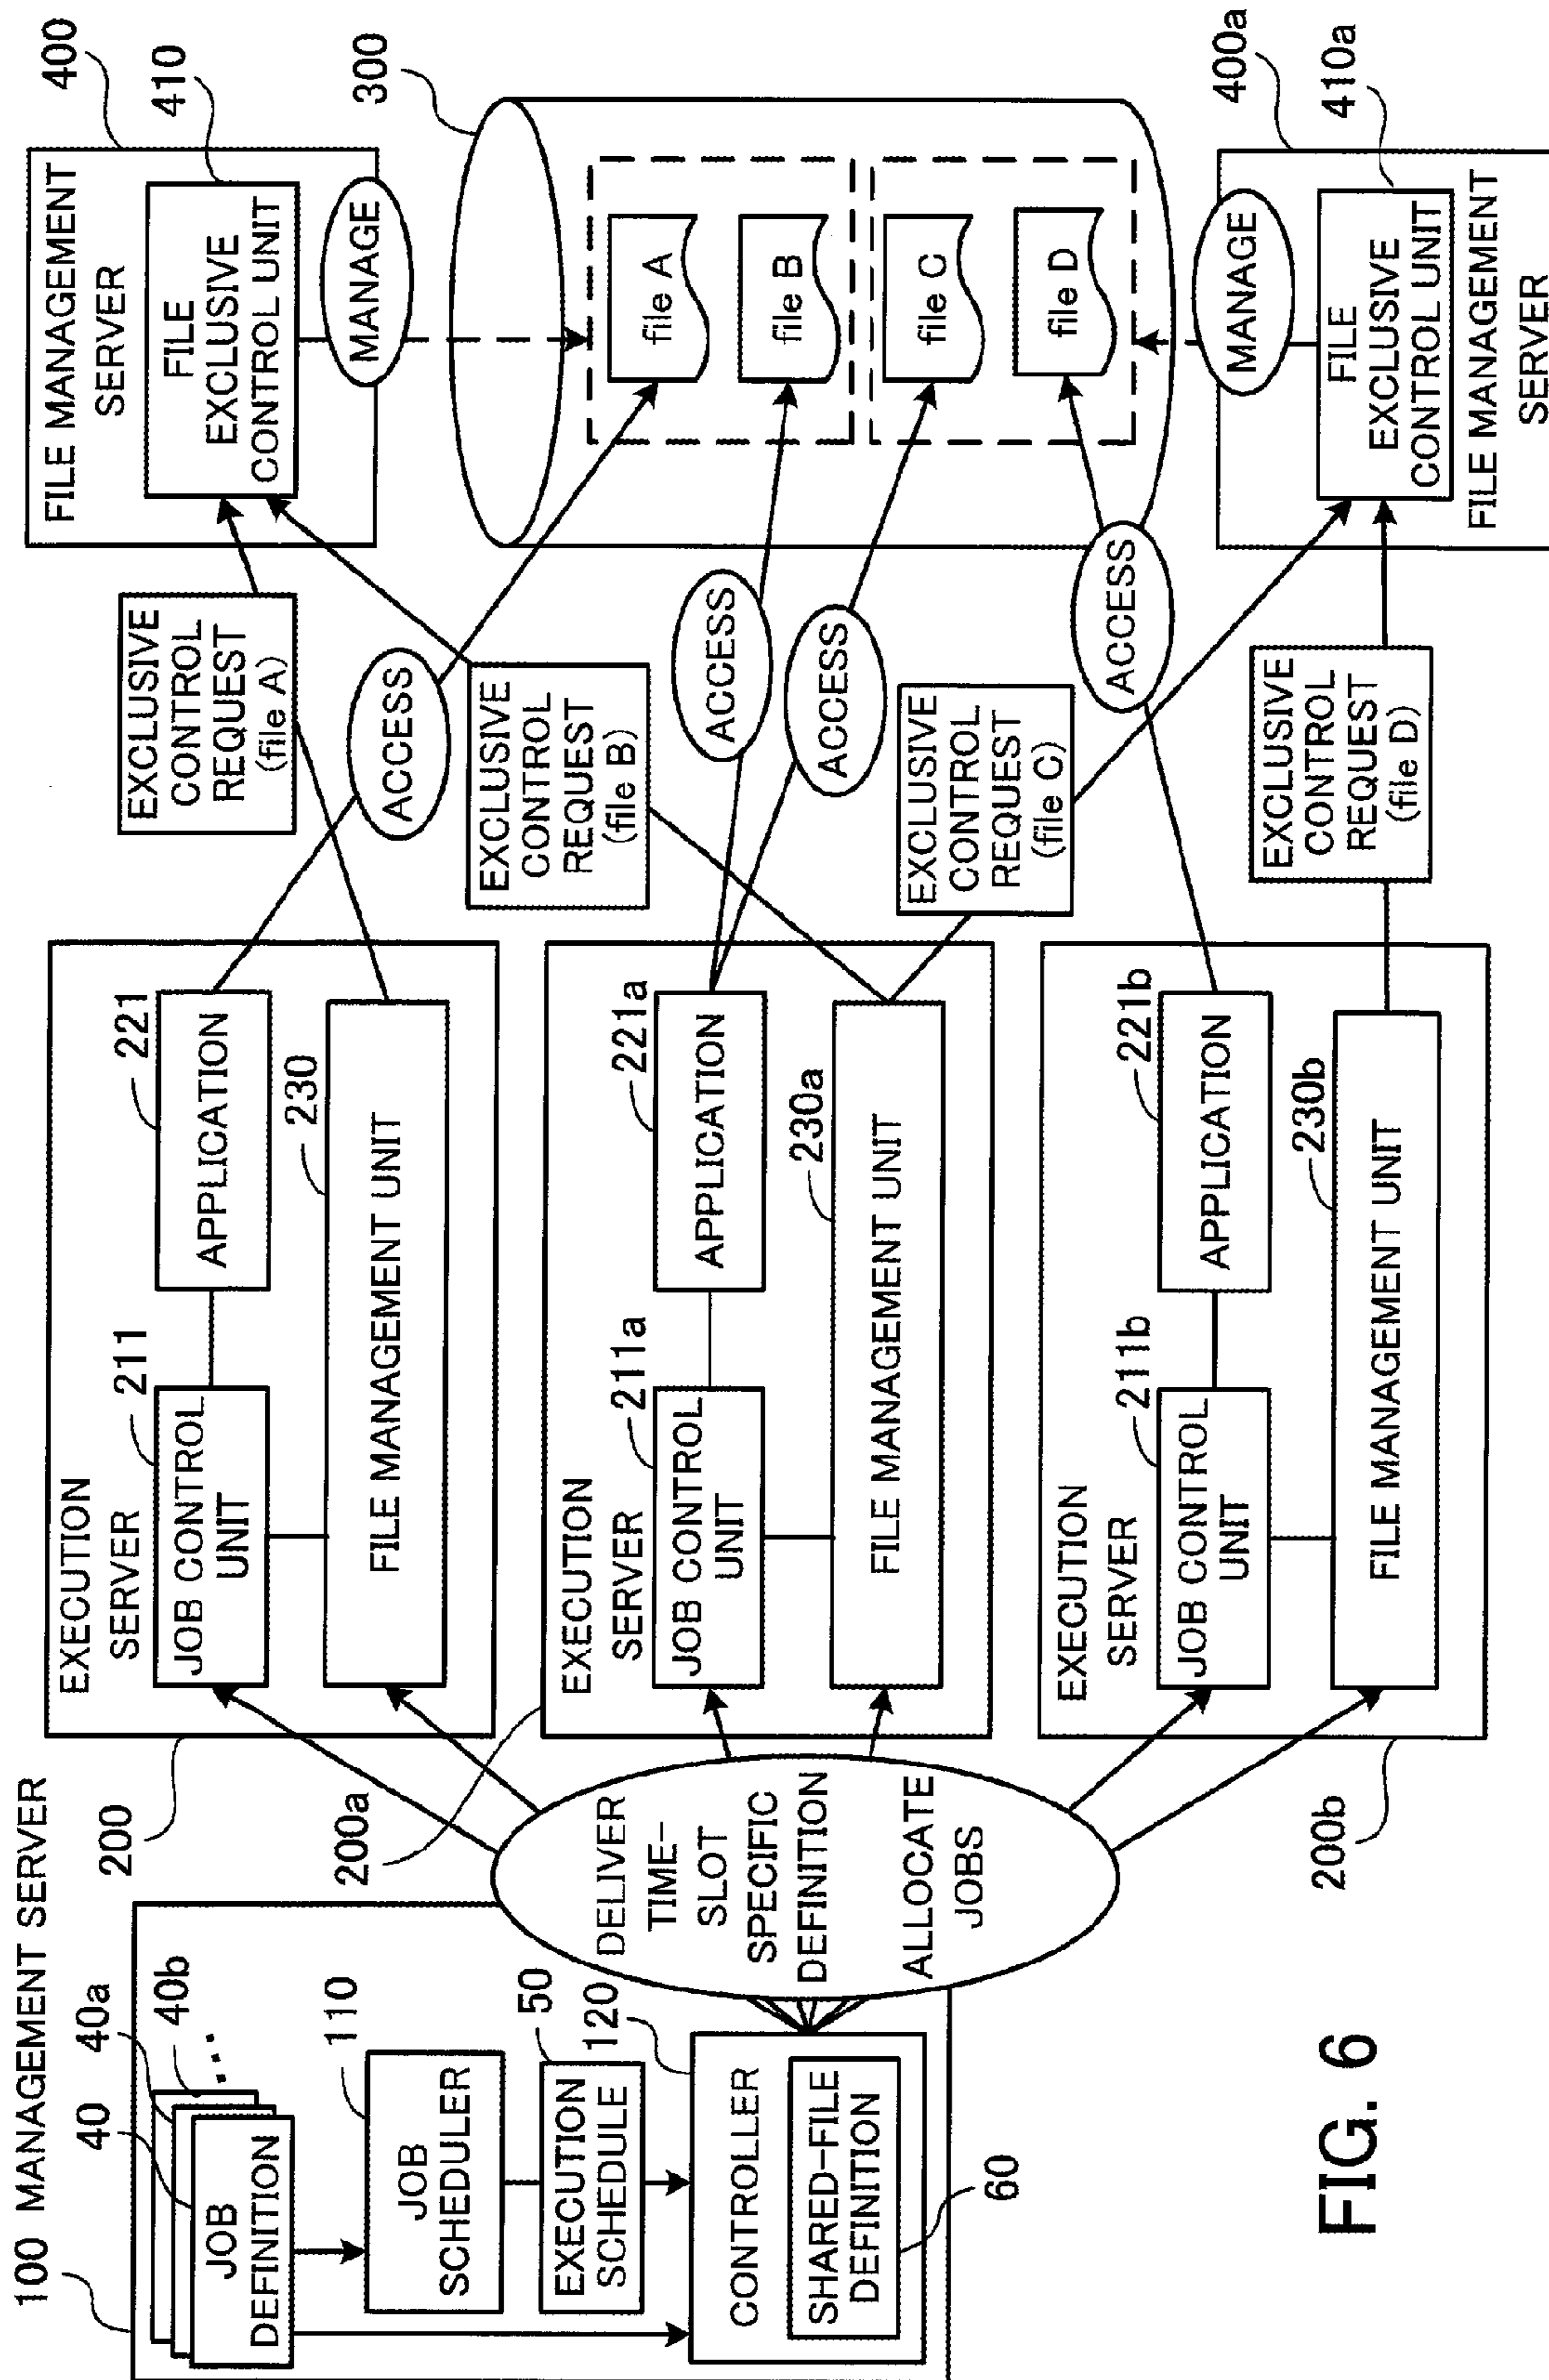 100 MANAGEMENT SERVER
40
40a
40b
...
JOB
DEFINITION
110
JOB
SCHEDULER
50
EXECUTION
SCHEDULE
120
CONTROLLER
SHARED-FILE
DEFINITION
60
DELIVER
TIME-
SLOT
SPECIFIC
DEFINITION
ALLOCATE
JOBS
200
EXECUTION
SERVER
211
JOB CONTROL
UNIT
221
APPLICATION
230
FILE MANAGEMENT UNIT
200a
EXECUTION
SERVER
211a
JOB CONTROL
UNIT
221a
APPLICATION
230a
FILE MANAGEMENT UNIT
200b
EXECUTION
SERVER
211b
JOB CONTROL
UNIT
221b
APPLICATION
230b
FILE MANAGEMENT UNIT
EXCLUSIVE
CONTROL
REQUEST
(file A)
ACCESS
EXCLUSIVE
CONTROL
REQUEST
(file B)
ACCESS
ACCESS
EXCLUSIVE
CONTROL
REQUEST
(file C)
ACCESS
EXCLUSIVE
CONTROL
REQUEST
(file D)
400
FILE MANAGEMENT
SERVER
410
FILE
EXCLUSIVE
CONTROL UNIT
MANAGE
300
file A
file B
file C
file D
400a
MANAGE
410a
FILE
EXCLUSIVE
CONTROL UNIT
FILE MANAGEMENT
SERVER
FIG. 6